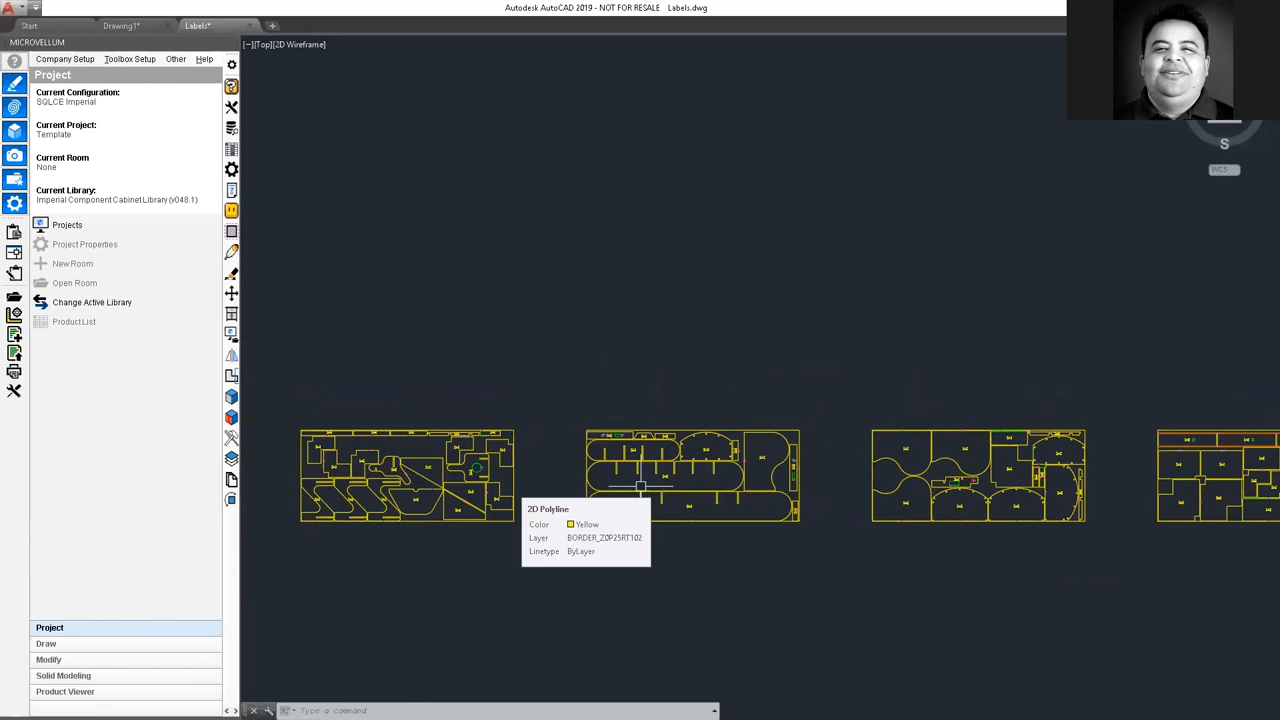 Autodesk AutoCAD 2019 - NOT FOR RESALE Labels.dwg
Start
Drawing1*
Labels*
MICROVELLUM
[−][Top][2D Wireframe]
Company Setup Toolbox Setup Other Help
Project
Current Configuration:
SQLCE Imperial
Current Project:
Template
Current Room
None
Current Library:
Imperial Component Cabinet Library (v048.1)
Projects
Project Properties
New Room
Open Room
Change Active Library
Product List
S
WCS
2D Polyline
Color Yellow
Layer BORDER_Z0P25RT102
Linetype ByLayer
Project
Draw
Modify
Solid Modeling
Product Viewer
Type a command